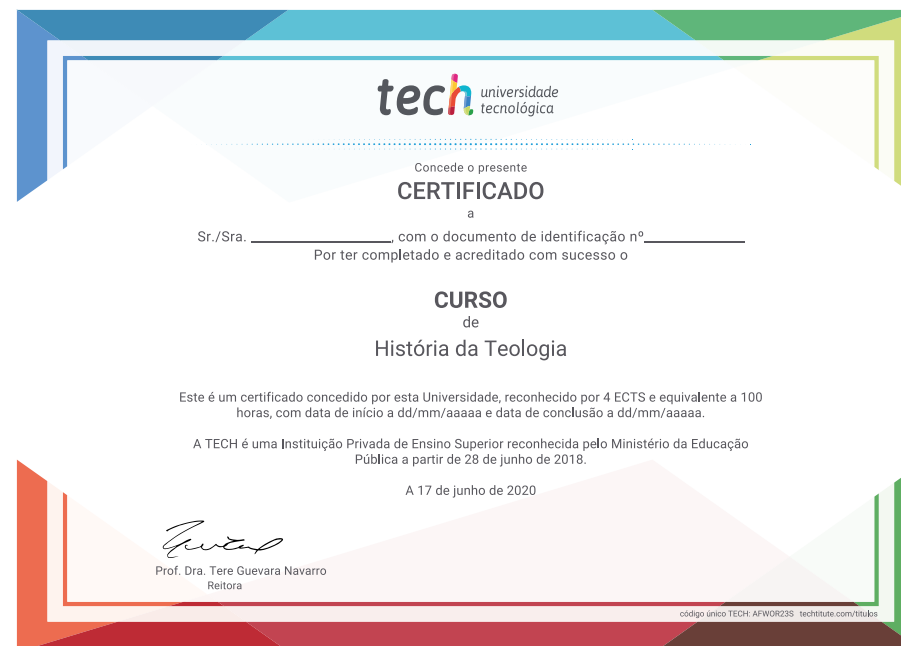 tech universidade
tecnológica
Concede o presente
CERTIFICADO
a
Sr./Sra. ____________________, com o documento de identificação nº______________
Por ter completado e acreditado com sucesso o
CURSO
de
História da Teologia
Este é um certificado concedido por esta Universidade, reconhecido por 4 ECTS e equivalente a 100
horas, com data de início a dd/mm/aaaaa e data de conclusão a dd/mm/aaaaa.
A TECH é uma Instituição Privada de Ensino Superior reconhecida pelo Ministério da Educação
Pública a partir de 28 de junho de 2018.
A 17 de junho de 2020
Prof. Dra. Tere Guevara Navarro
Reitora
código único TECH: AFWOR23S techtitute.com/titulos